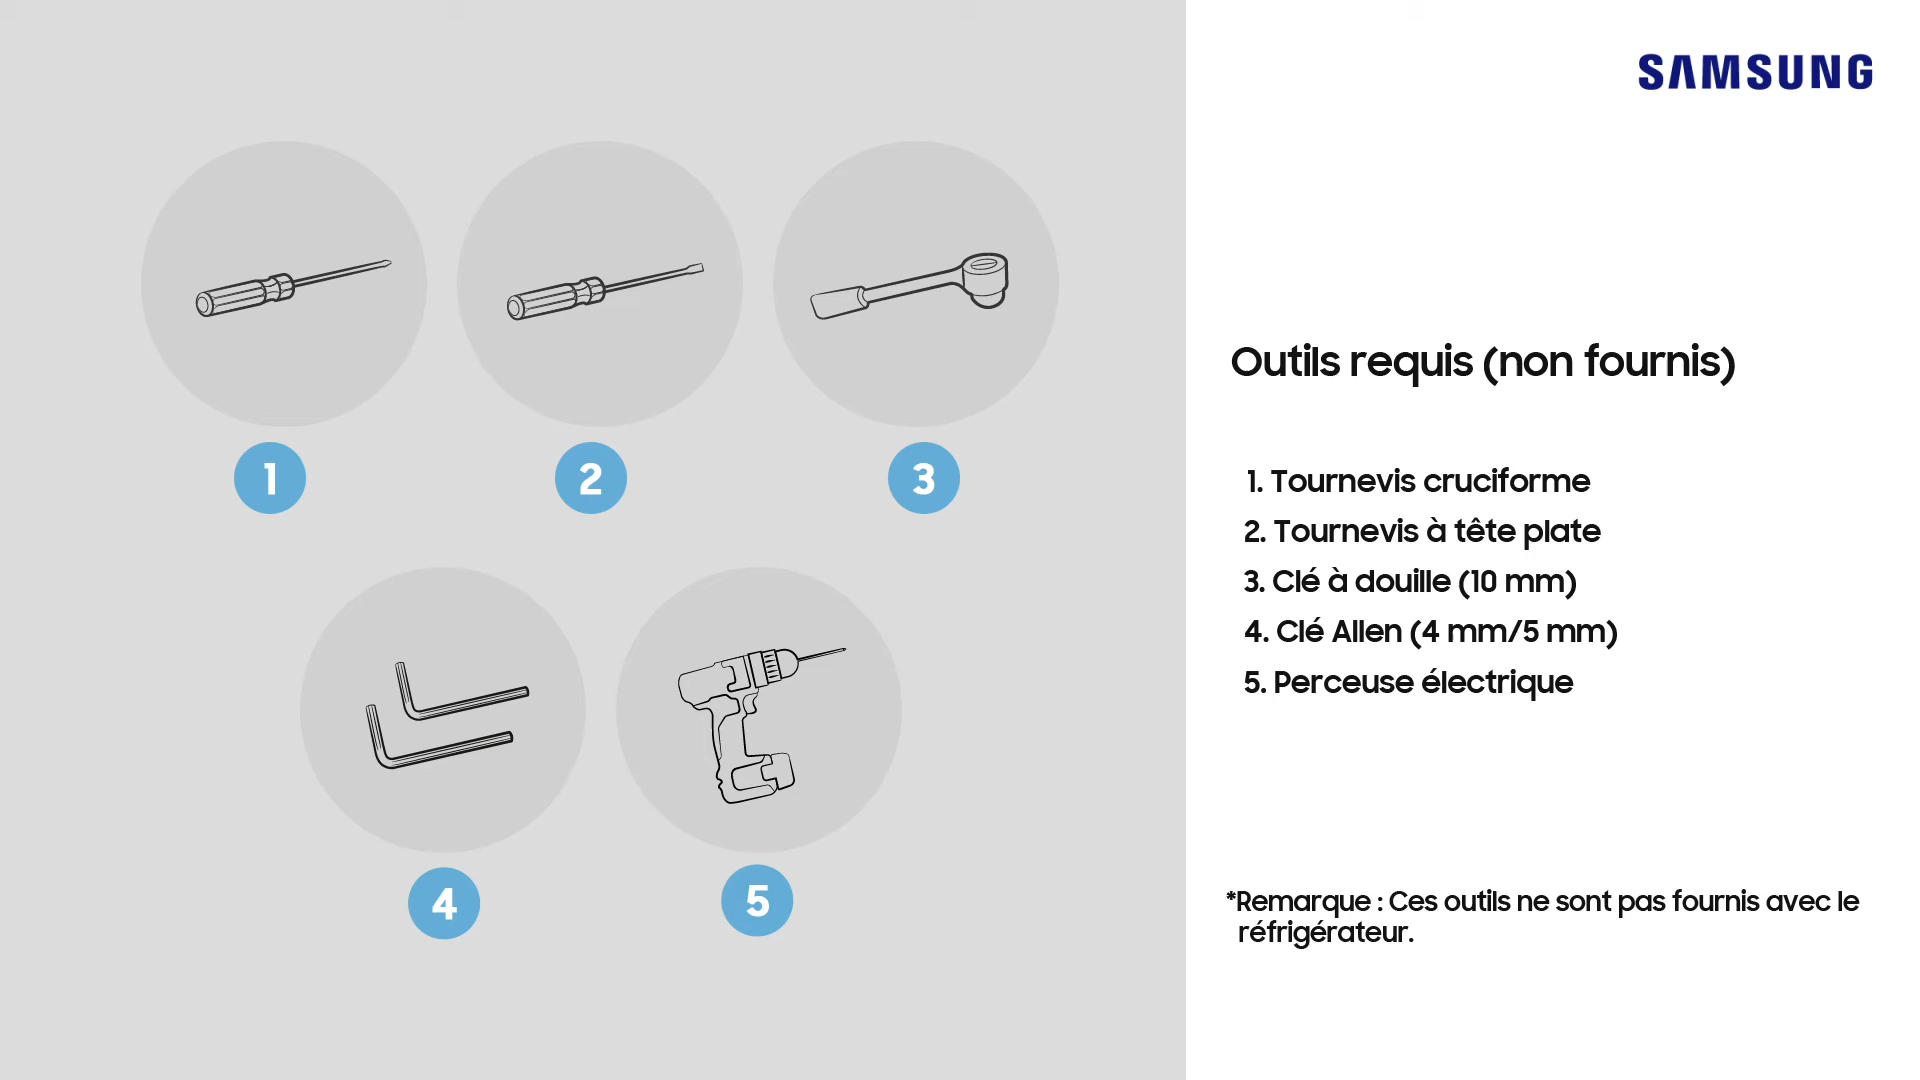 SAMSUNG
1
2
3
4
5
Outils requis (non fournis)
1. Tournevis cruciforme
2. Tournevis à tête plate
3. Clé à douille (10 mm)
4. Clé Allen (4 mm/5 mm)
5. Perceuse électrique
*Remarque : Ces outils ne sont pas fournis avec le
réfrigérateur.